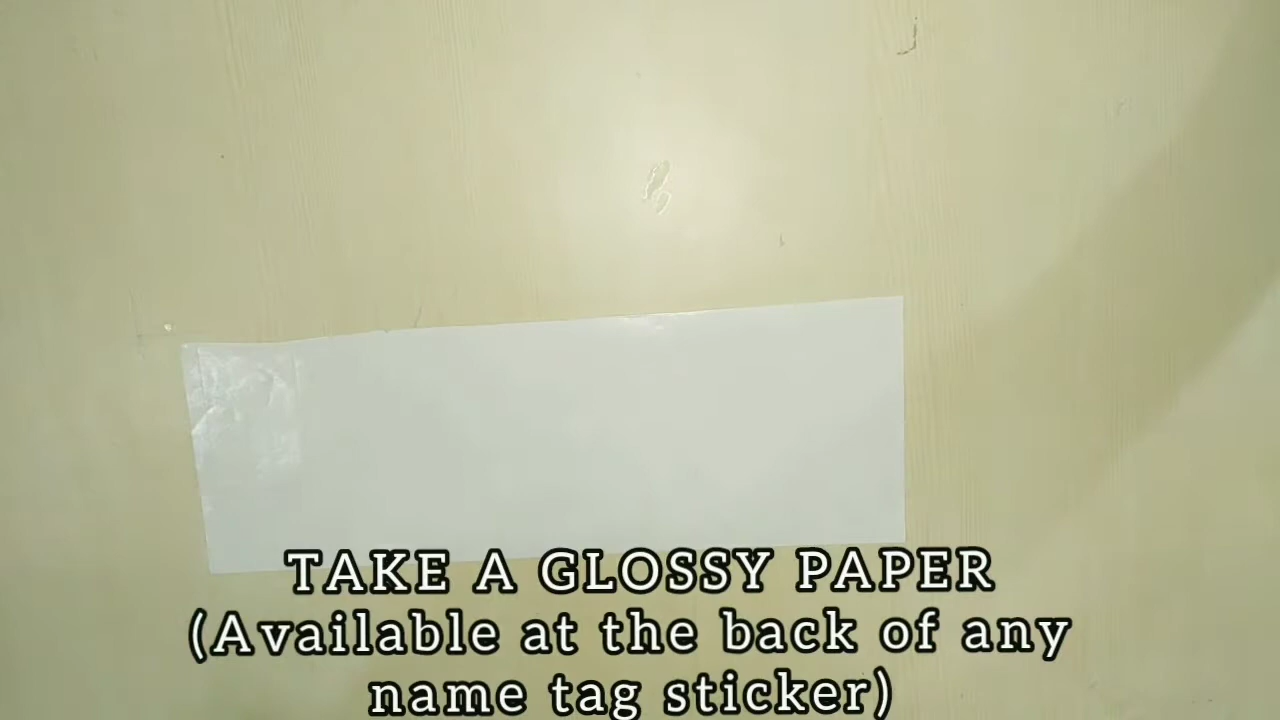 TAKE A GLOSSY PAPER
(Available at the back of any
name tag sticker)